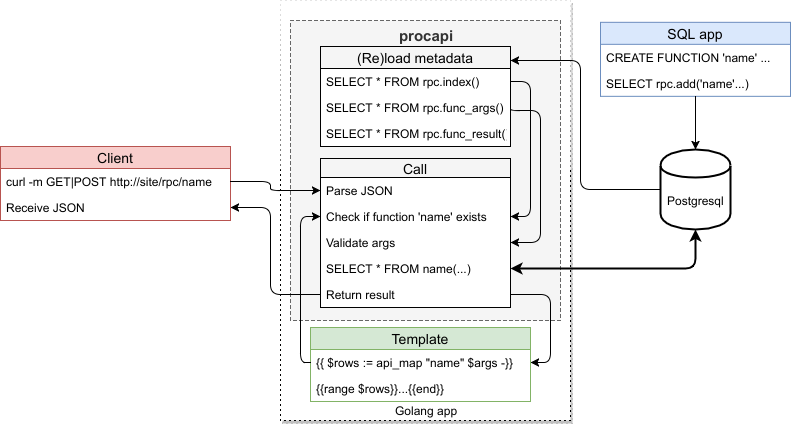 procapi
(Re)load metadata
SELECT * FROM rpc.index()
SELECT * FROM rpc.func_args()
SELECT * FROM rpc.func_result(
SQL app
CREATE FUNCTION 'name' ...
SELECT rpc.add('name'...)
Client
curl -m GET|POST http://site/rpc/name
Receive JSON
Call
Parse JSON
Check if function 'name' exists
Validate args
SELECT * FROM name(...)
Return result
Postgresql
Template
{{ $rows := api_map "name" $args -}}
{{range $rows}}...{{end}}
Golang app